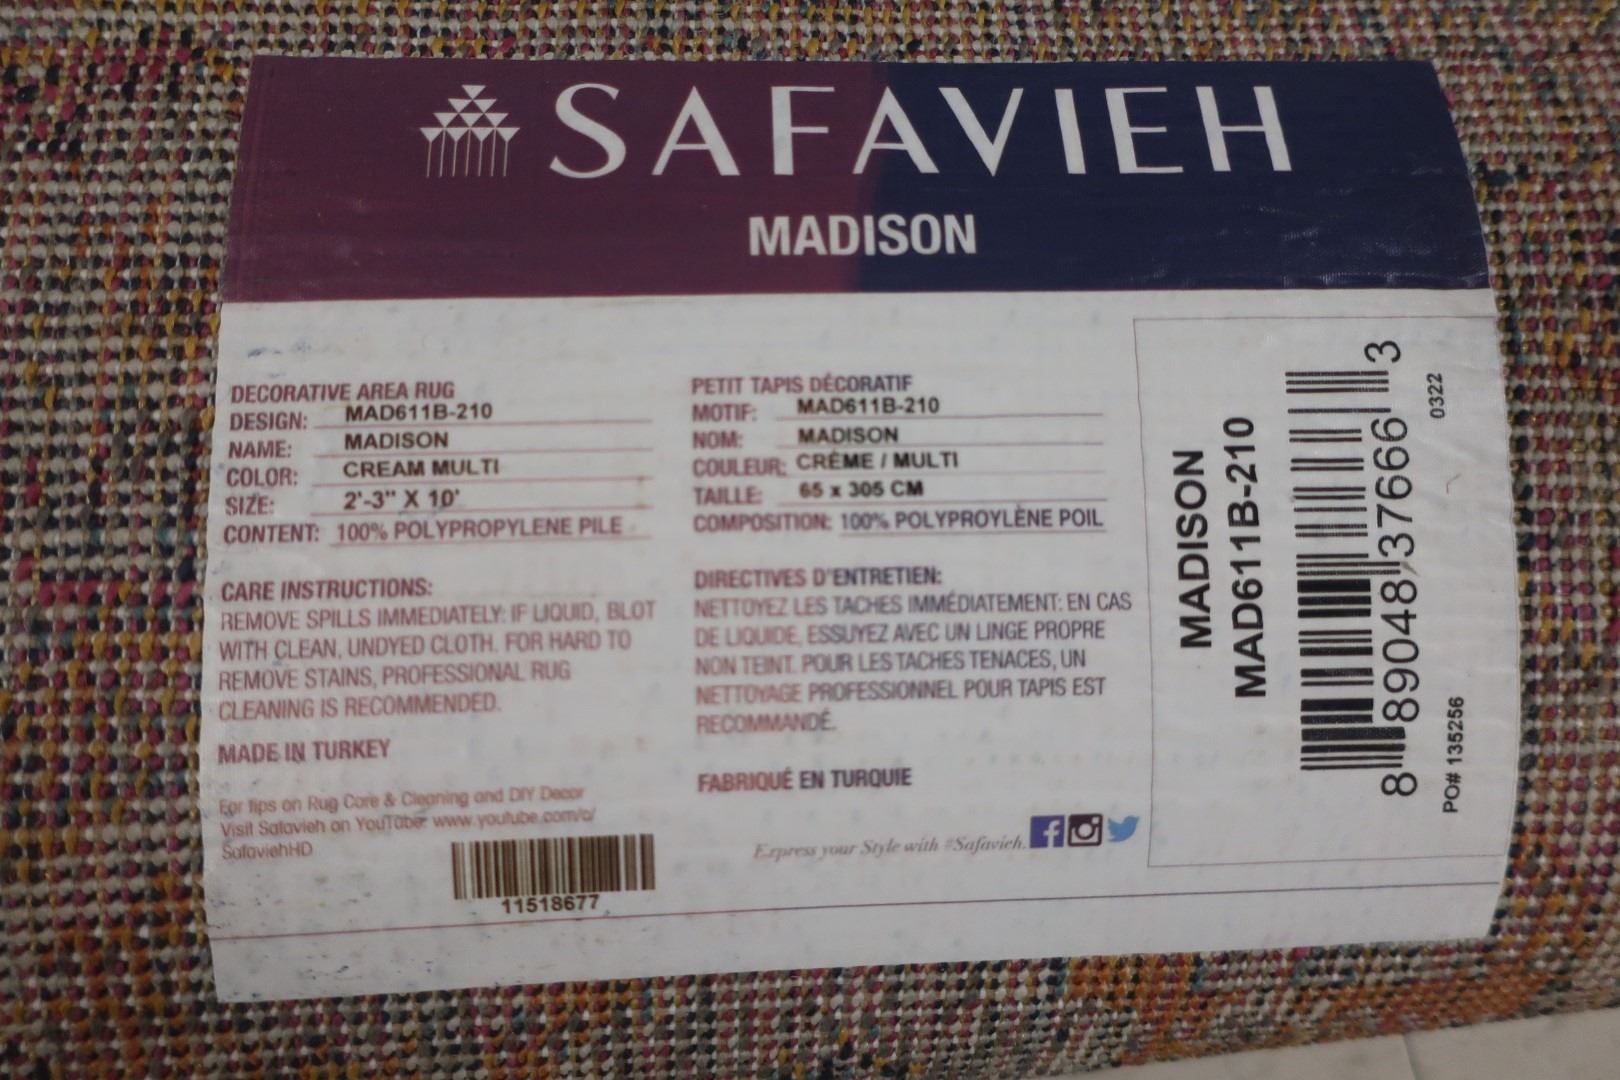 SAFAVIEH
MADISON
DECORATIVE AREA RUG
DESIGN: MAD611B-210
NAME: MADISON
COLOR: CREAM MULTI
SIZE: 2'-3" X 10'
CONTENT: 100% POLYPROPYLENE PILE
CARE INSTRUCTIONS:
REMOVE SPILLS IMMEDIATELY: IF LIQUID, BLOT
WITH CLEAN, UNDYED CLOTH. FOR HARD TO
REMOVE STAINS, PROFESSIONAL RUG
CLEANING IS RECOMMENDED.
MADE IN TURKEY
For tips on Rug Care & Cleaning and DIY Decor
Visit Safavieh on YouTube: www.youtube.com/c/
SafaviehHD
11518677
PETIT TAPIS DÉCORATIF
MOTIF: MAD611B-210
NOM: MADISON
COULEUR: CRÈME / MULTI
TAILLE: 65 x 305 CM
COMPOSITION: 100% POLYPROYLÈNE POIL
DIRECTIVES D'ENTRETIEN:
NETTOYEZ LES TACHES IMMÉDIATEMENT: EN CAS
DE LIQUIDE, ESSUYEZ AVEC UN LINGE PROPRE
NON TEINT. POUR LES TACHES TENACES, UN
NETTOYAGE PROFESSIONNEL POUR TAPIS EST
RECOMMANDÉ.
FABRIQUÉ EN TURQUIE
Express your Style with #Safavieh.
MADISON
MAD611B-210
8 89048 37666 3
PO# 135256
0322